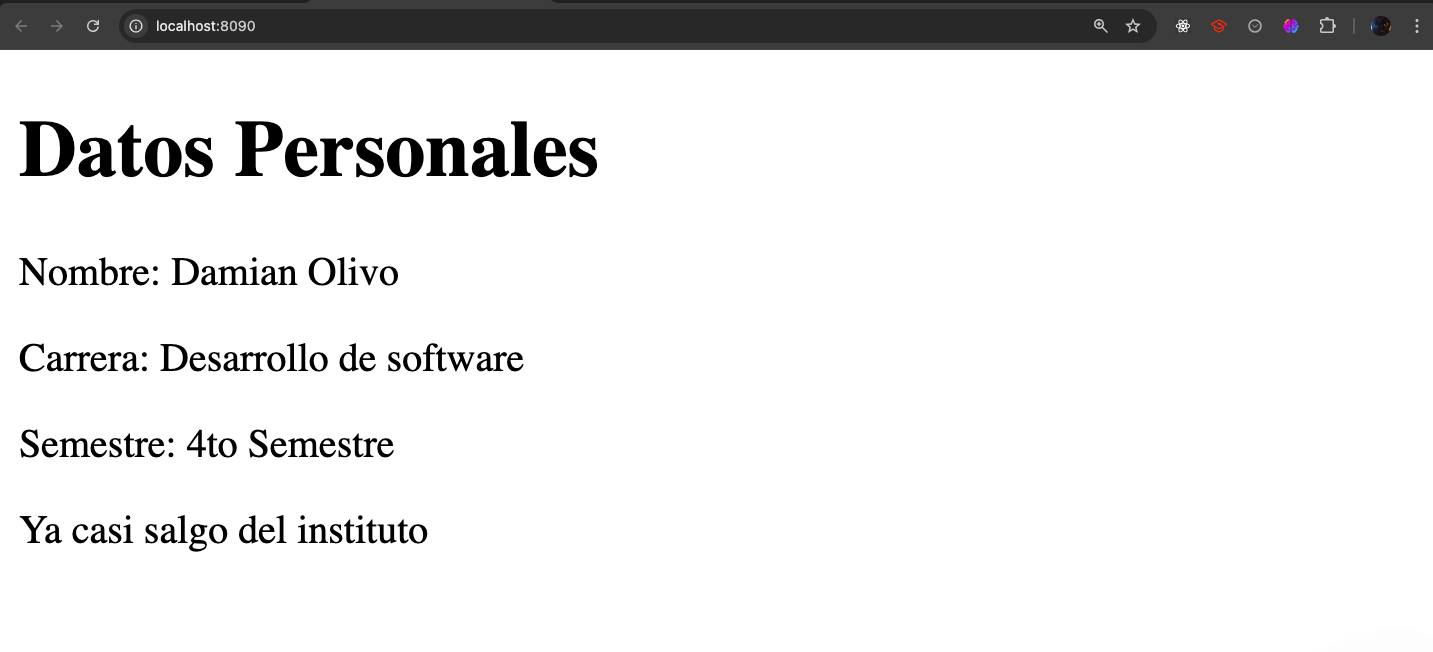 localhost:8090
Datos Personales
Nombre: Damian Olivo
Carrera: Desarrollo de software
Semestre: 4to Semestre
Ya casi salgo del instituto